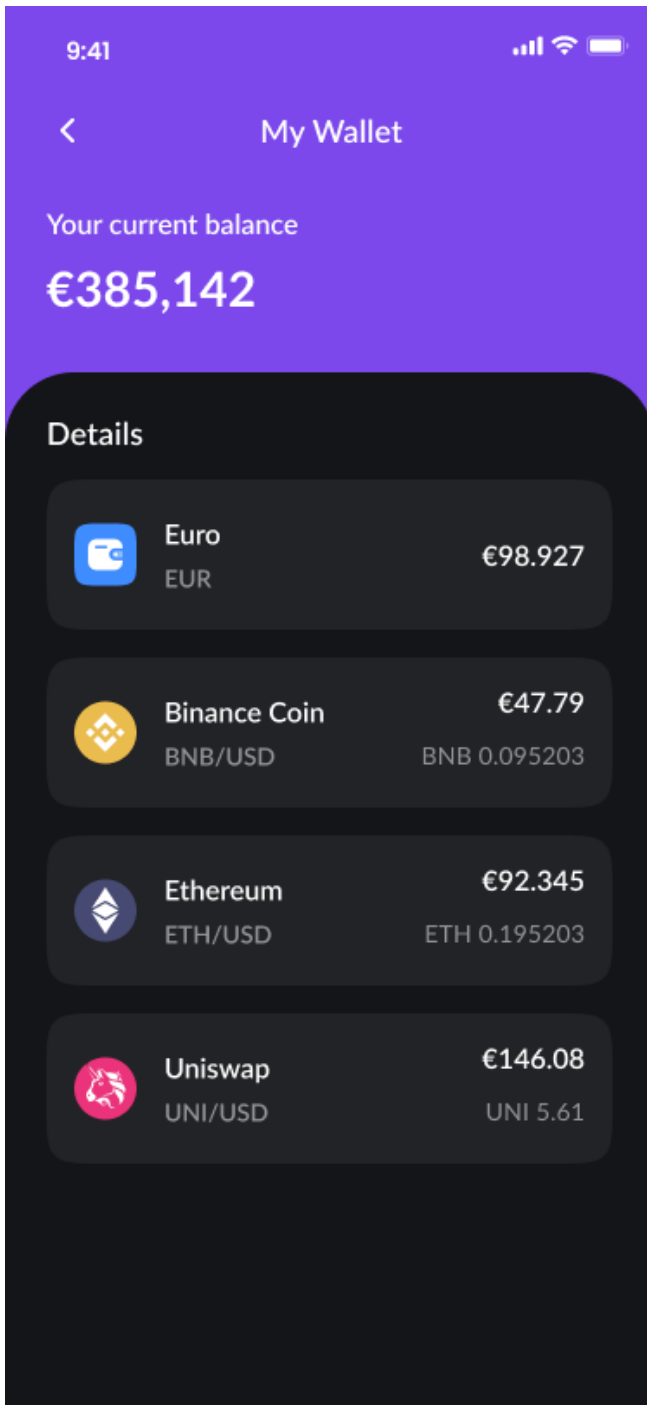 9:41
My Wallet
Your current balance
€385,142
Details
Euro
EUR
€98.927
Binance Coin
BNB/USD
€47.79
BNB 0.095203
Ethereum
ETH/USD
€92.345
ETH 0.195203
Uniswap
UNI/USD
€146.08
UNI 5.61